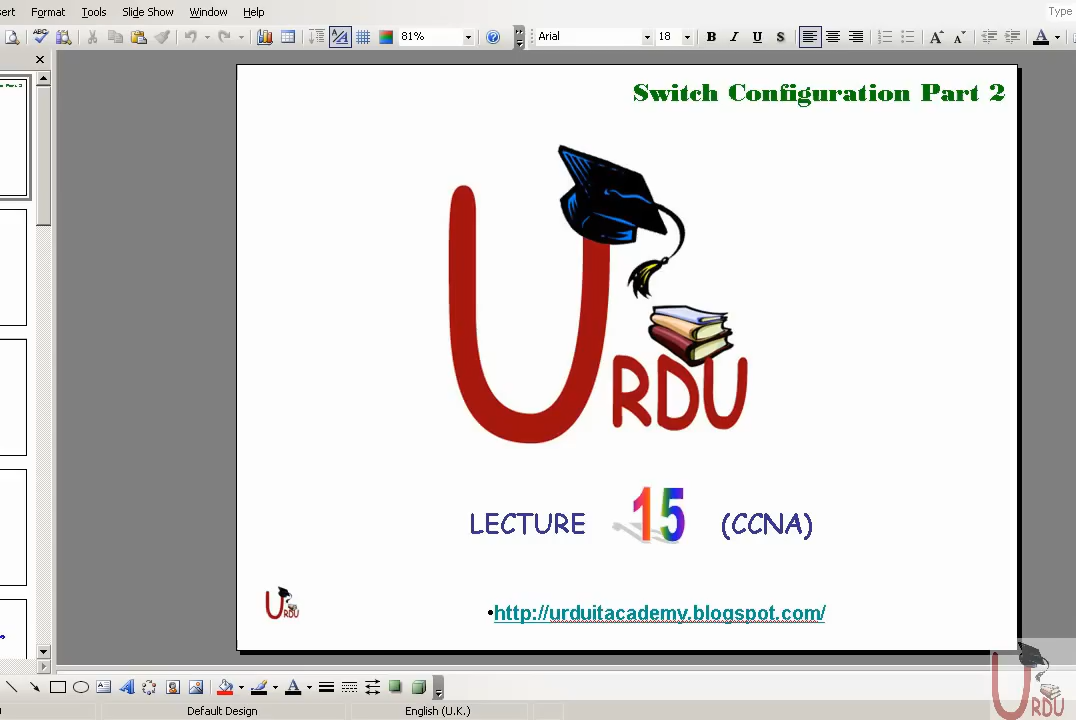 sert Format Tools Slide Show Window Help Type
81% Arial 18 B I U S A A A
Switch Configuration Part 2
URDU
LECTURE 15 (CCNA)
URDU
•http://urduitacademy.blogspot.com/
URDU
A
Default Design English (U.K.)